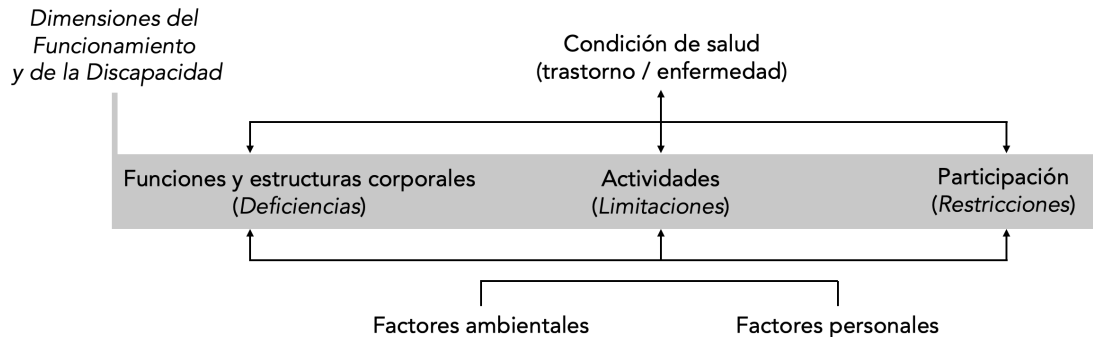 Dimensiones del
Funcionamiento
y de la Discapacidad
Condición de salud
(trastorno / enfermedad)
Funciones y estructuras corporales
(Deficiencias)
Actividades
(Limitaciones)
Participación
(Restricciones)
Factores ambientales
Factores personales